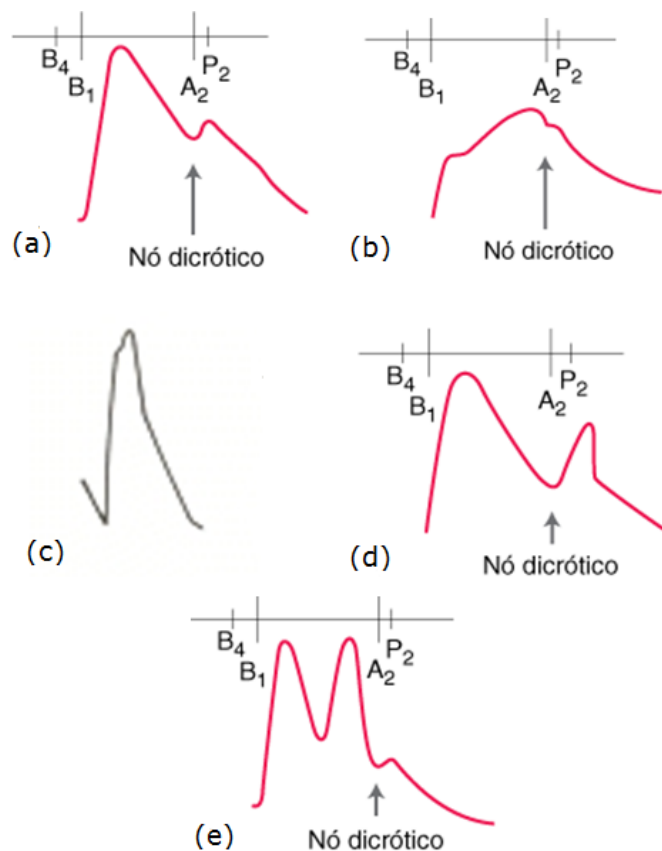 B4 B1 A2 P2
Nó dicrótico
(a)
B4 B1 A2 P2
Nó dicrótico
(b)
(c)
B4 B1 A2 P2
Nó dicrótico
(d)
B4 B1 A2 P2
Nó dicrótico
(e)